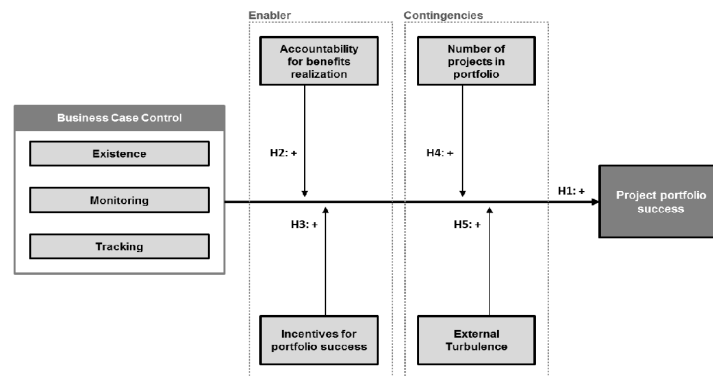 Enabler
Contingencies
Accountability
for benefits
realization
Number of
projects in
portfolio
Business Case Control
Existence
Monitoring
Tracking
H2: +
H4: +
H1: +
Project portfolio
success
H3: +
H5: +
Incentives for
portfolio success
External
Turbulence